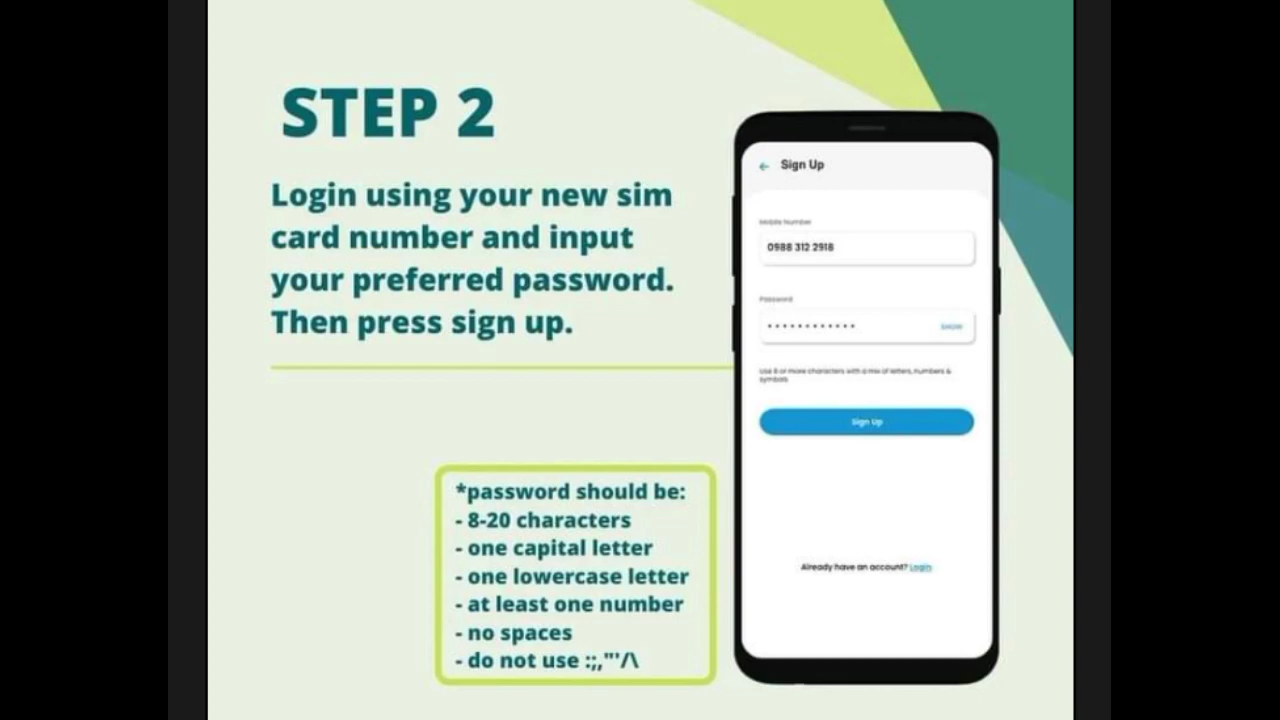 STEP 2
Login using your new sim
card number and input
your preferred password.
Then press sign up.
*password should be:
- 8-20 characters
- one capital letter
- one lowercase letter
- at least one number
- no spaces
- do not use :;,"'/\
Sign Up
Mobile Number
0988 312 2918
Password
• • • • • • • • • • • •
SHOW
Use 8 or more characters with a mix of letters, numbers &
symbols
Sign Up
Already have an account? Login